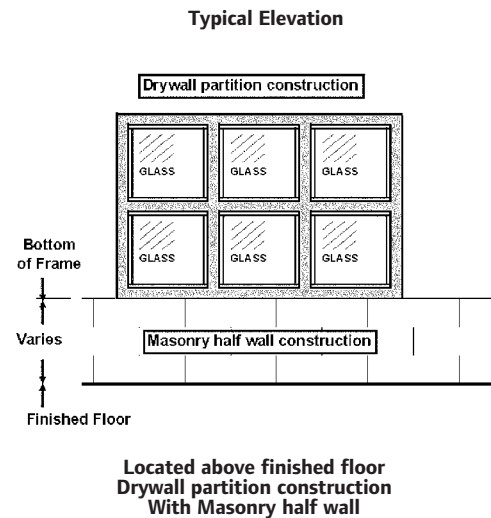 Typical Elevation
Drywall partition construction
GLASS GLASS GLASS
GLASS GLASS GLASS
Bottom
of Frame
Varies
Masonry half wall construction
Finished Floor
Located above finished floor
Drywall partition construction
With Masonry half wall